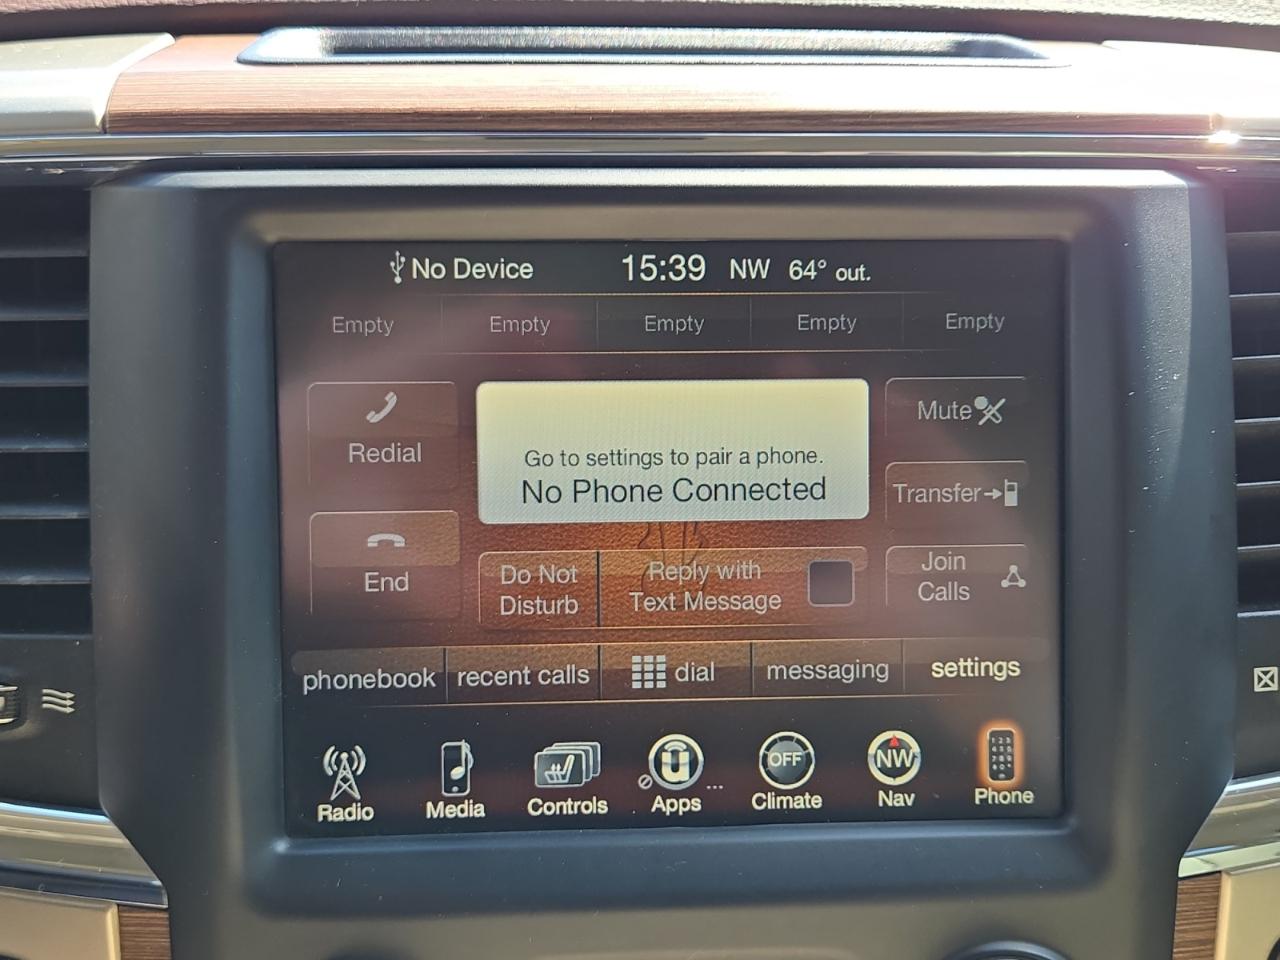 No Device 15:39 NW 64° out.
Empty Empty Empty Empty Empty
Redial
Go to settings to pair a phone.
No Phone Connected
Mute
Transfer
End
Do Not
Disturb
Reply with
Text Message
Join
Calls
phonebook recent calls dial messaging settings
OFF NW
Radio Media Controls Apps Climate Nav Phone